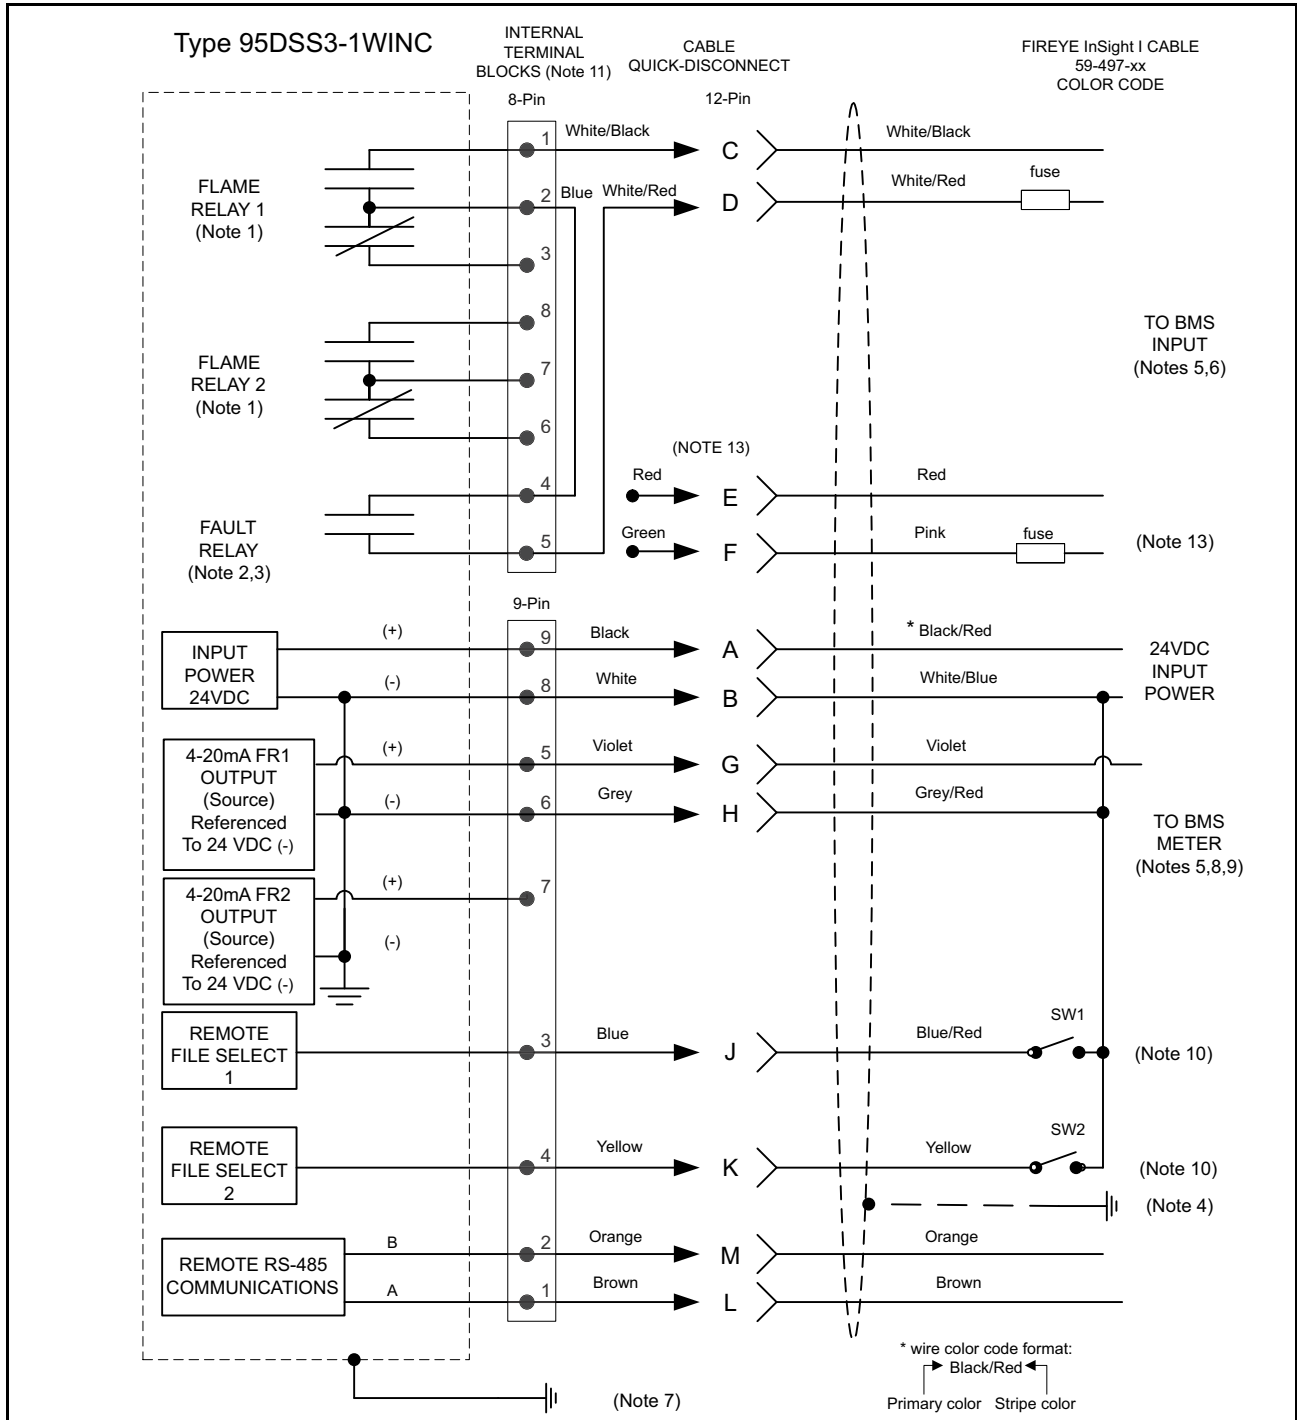 Type 95DSS3-1WINC
INTERNAL
TERMINAL
BLOCKS (Note 11)
CABLE
QUICK-DISCONNECT
FIREYE InSight I CABLE
59-497-xx
COLOR CODE
8-Pin
12-Pin
FLAME
RELAY 1
(Note 1)
1
White/Black
C
White/Black
2
Blue
White/Red
D
White/Red
fuse
3
FLAME
RELAY 2
(Note 1)
8
7
6
TO BMS
INPUT
(Notes 5,6)
(NOTE 13)
FAULT
RELAY
(Note 2,3)
4
Red
E
Red
5
Green
F
Pink
fuse
(Note 13)
9-Pin
INPUT
POWER
24VDC
(+)
9
Black
A
* Black/Red
(-)
8
White
B
White/Blue
24VDC
INPUT
POWER
4-20mA FR1
OUTPUT
(Source)
Referenced
To 24 VDC (-)
(+)
5
Violet
G
Violet
(-)
6
Grey
H
Grey/Red
TO BMS
METER
(Notes 5,8,9)
4-20mA FR2
OUTPUT
(Source)
Referenced
To 24 VDC (-)
(+)
7
(-)
REMOTE
FILE SELECT
1
3
Blue
J
Blue/Red
SW1
(Note 10)
REMOTE
FILE SELECT
2
4
Yellow
K
Yellow
SW2
(Note 10)
(Note 4)
REMOTE RS-485
COMMUNICATIONS
B
2
Orange
M
Orange
A
1
Brown
L
Brown
(Note 7)
* wire color code format:
Black/Red
Primary color
Stripe color